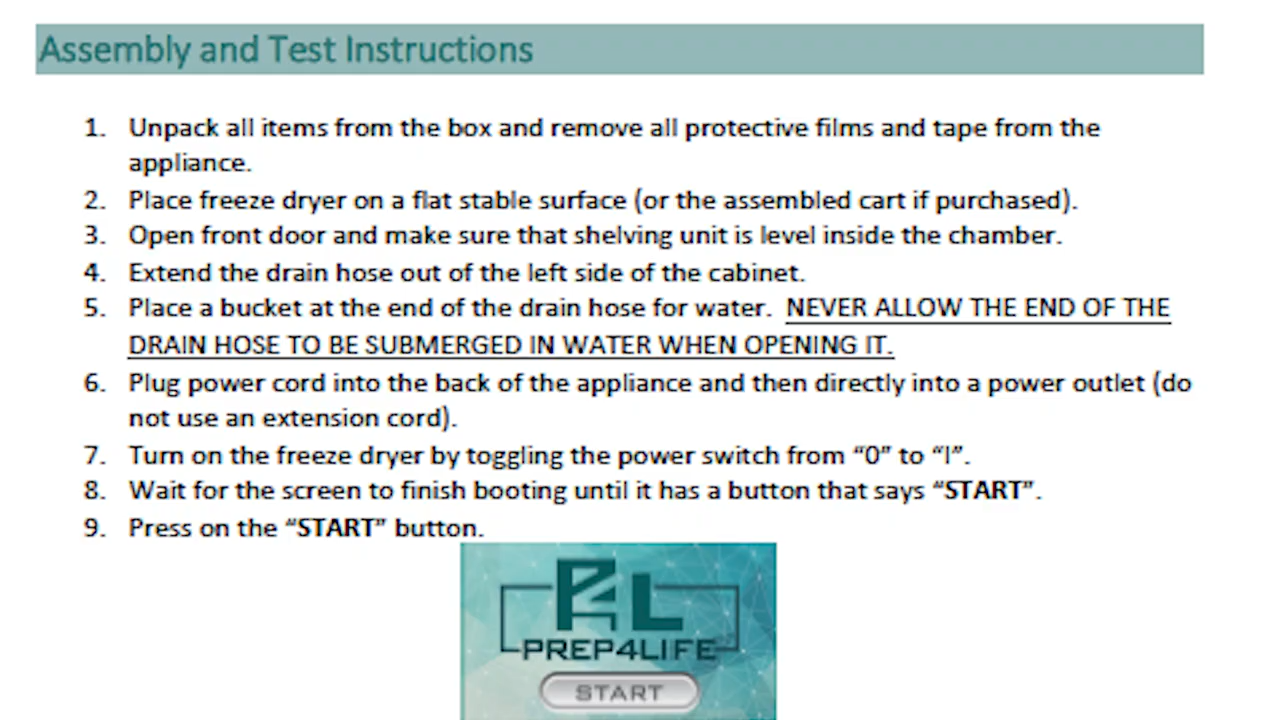 Assembly and Test Instructions
1. Unpack all items from the box and remove all protective films and tape from the
appliance.
2. Place freeze dryer on a flat stable surface (or the assembled cart if purchased).
3. Open front door and make sure that shelving unit is level inside the chamber.
4. Extend the drain hose out of the left side of the cabinet.
5. Place a bucket at the end of the drain hose for water. NEVER ALLOW THE END OF THE
DRAIN HOSE TO BE SUBMERGED IN WATER WHEN OPENING IT.
6. Plug power cord into the back of the appliance and then directly into a power outlet (do
not use an extension cord).
7. Turn on the freeze dryer by toggling the power switch from “0” to “I”.
8. Wait for the screen to finish booting until it has a button that says “START”.
9. Press on the “START” button.
P4L
PREP4LIFE
START